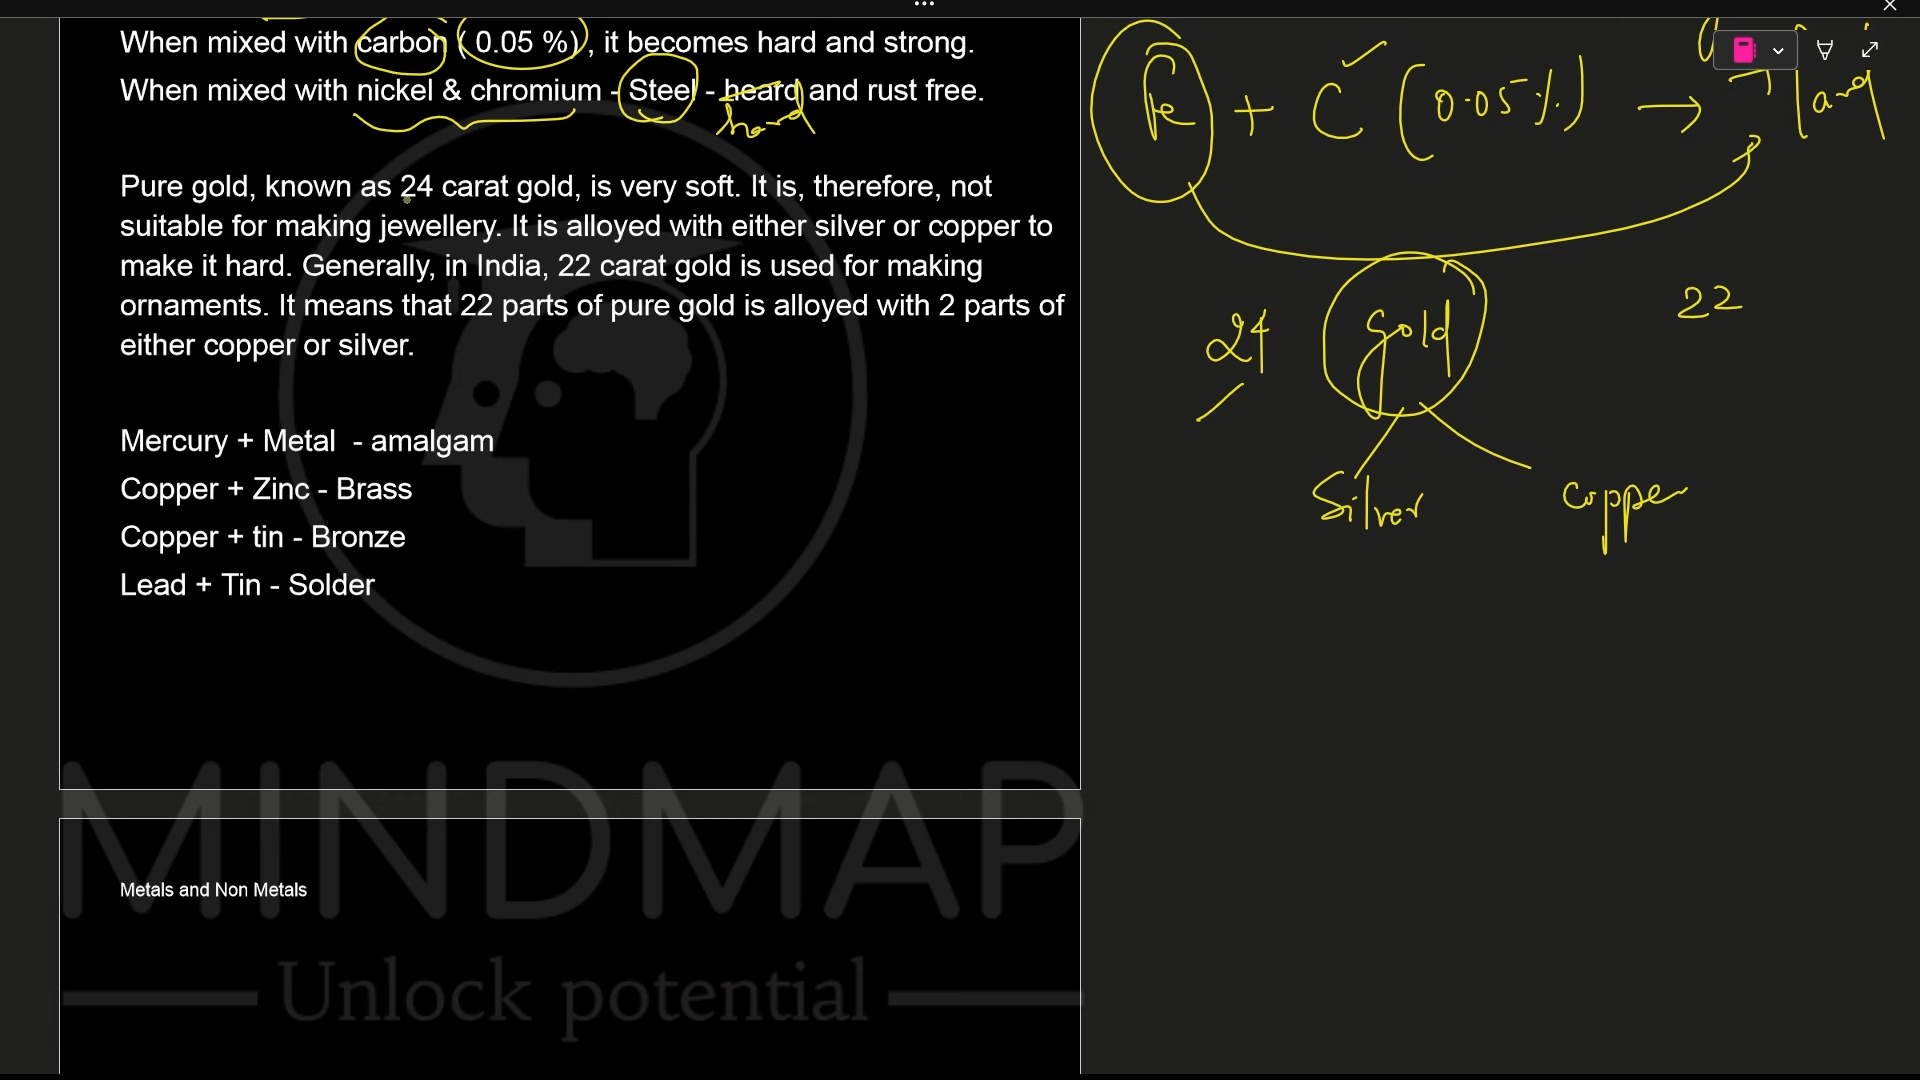 When mixed with carbon ( 0.05 %) , it becomes hard and strong.
When mixed with nickel & chromium - Steel - heard and rust free.
hard
Pure gold, known as 24 carat gold, is very soft. It is, therefore, not
suitable for making jewellery. It is alloyed with either silver or copper to
make it hard. Generally, in India, 22 carat gold is used for making
ornaments. It means that 22 parts of pure gold is alloyed with 2 parts of
either copper or silver.
Mercury + Metal - amalgam
Copper + Zinc - Brass
Copper + tin - Bronze
Lead + Tin - Solder
MINDMAP
Metals and Non Metals
Unlock potential
Fe + C (0.05%) → hard
24 gold 22
Silver Copper